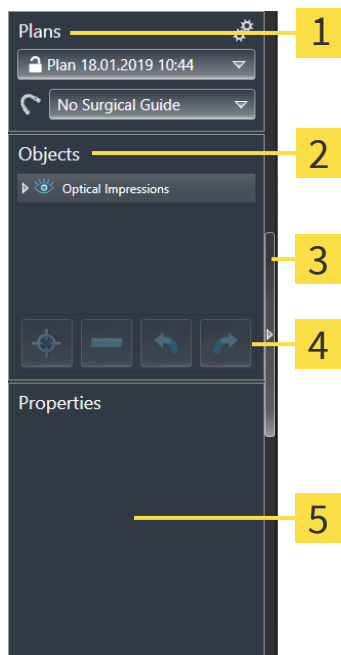 Plans
1
Plan 18.01.2019 10:44
No Surgical Guide
Objects
2
Optical Impressions
3
4
Properties
5